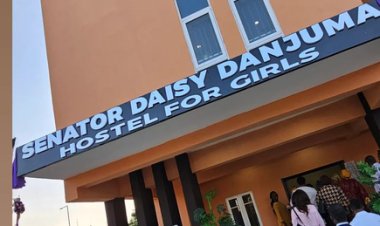 SENATOR DAISY DANJUMA
HOSTEL FOR GIRLS